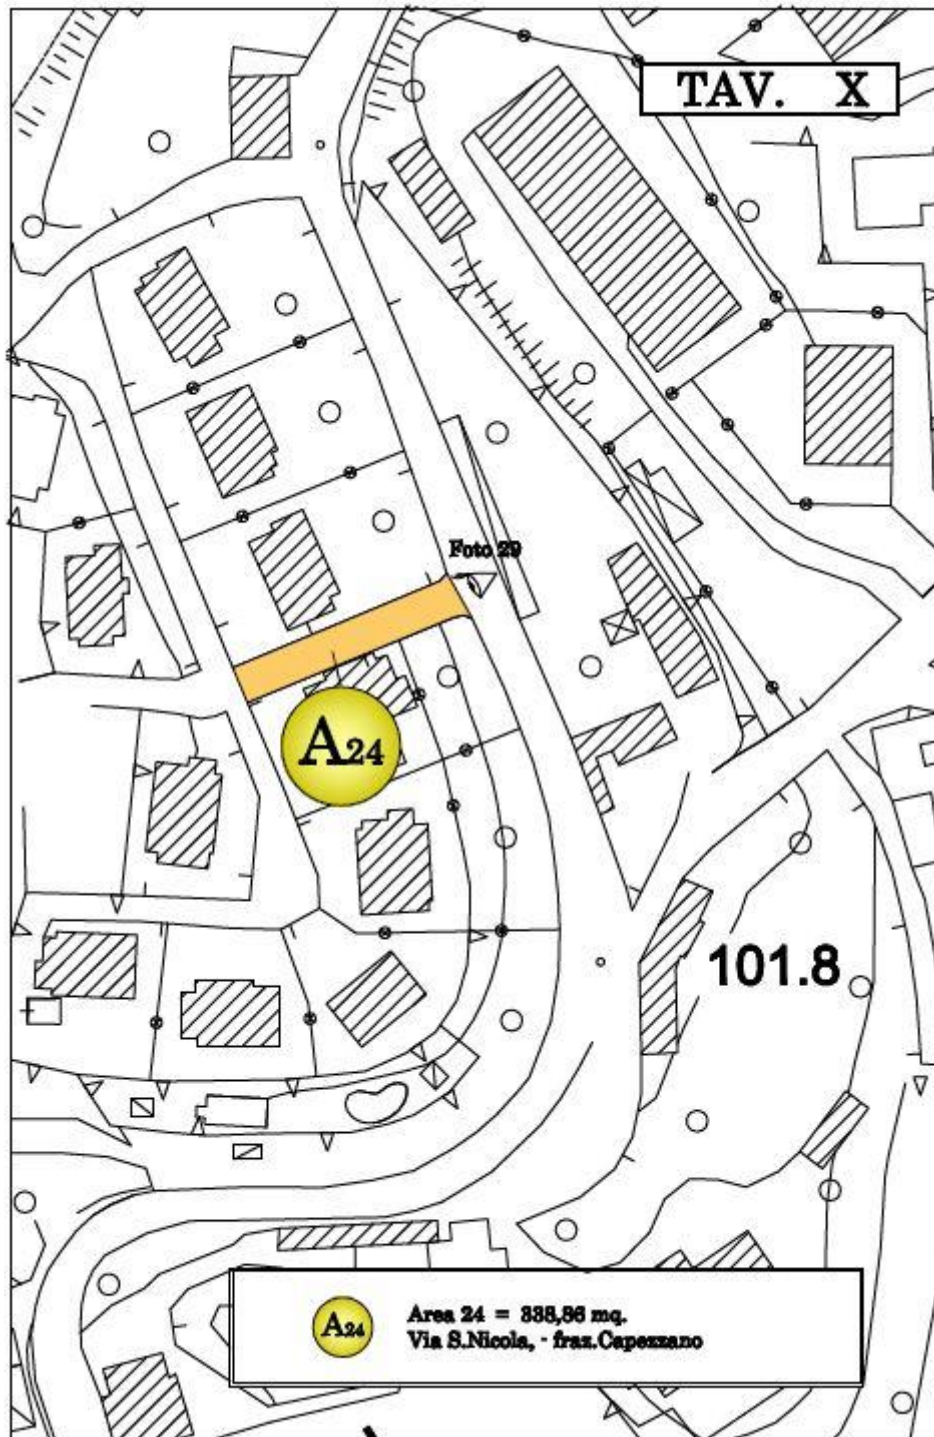 TAV. X
Foto 29
A24
101.8
A24
Area 24 = 338,86 mq.
Via S.Nicola, - fraz.Capezzano